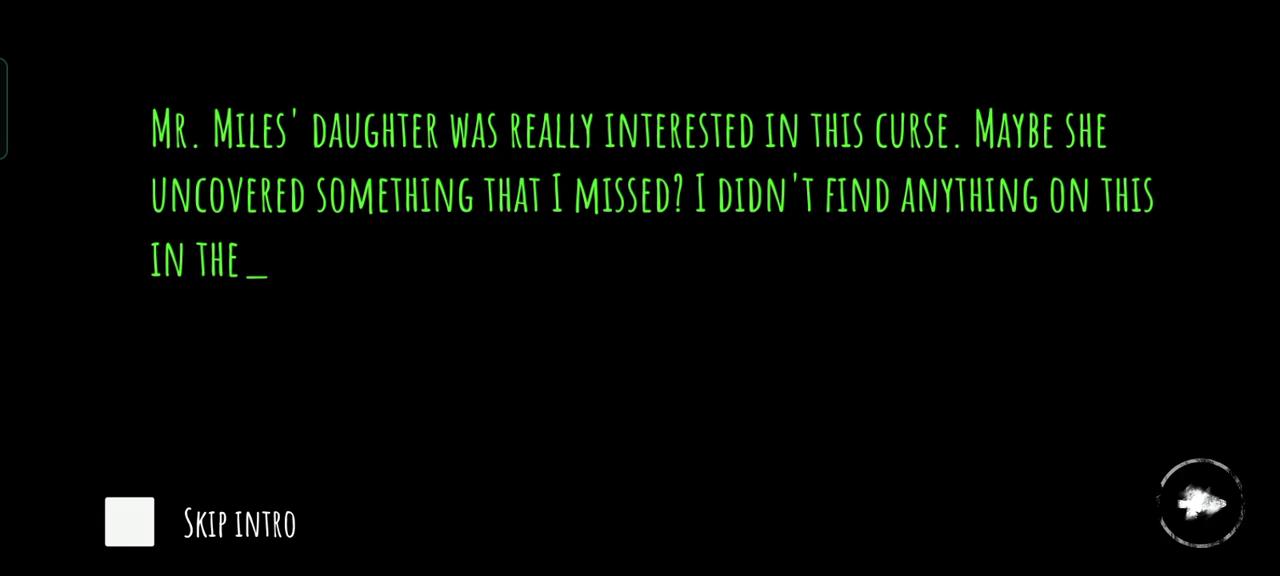 Mr. Miles' daughter was really interested in this curse. Maybe she
uncovered something that I missed? I didn't find anything on this
in the_
Skip intro